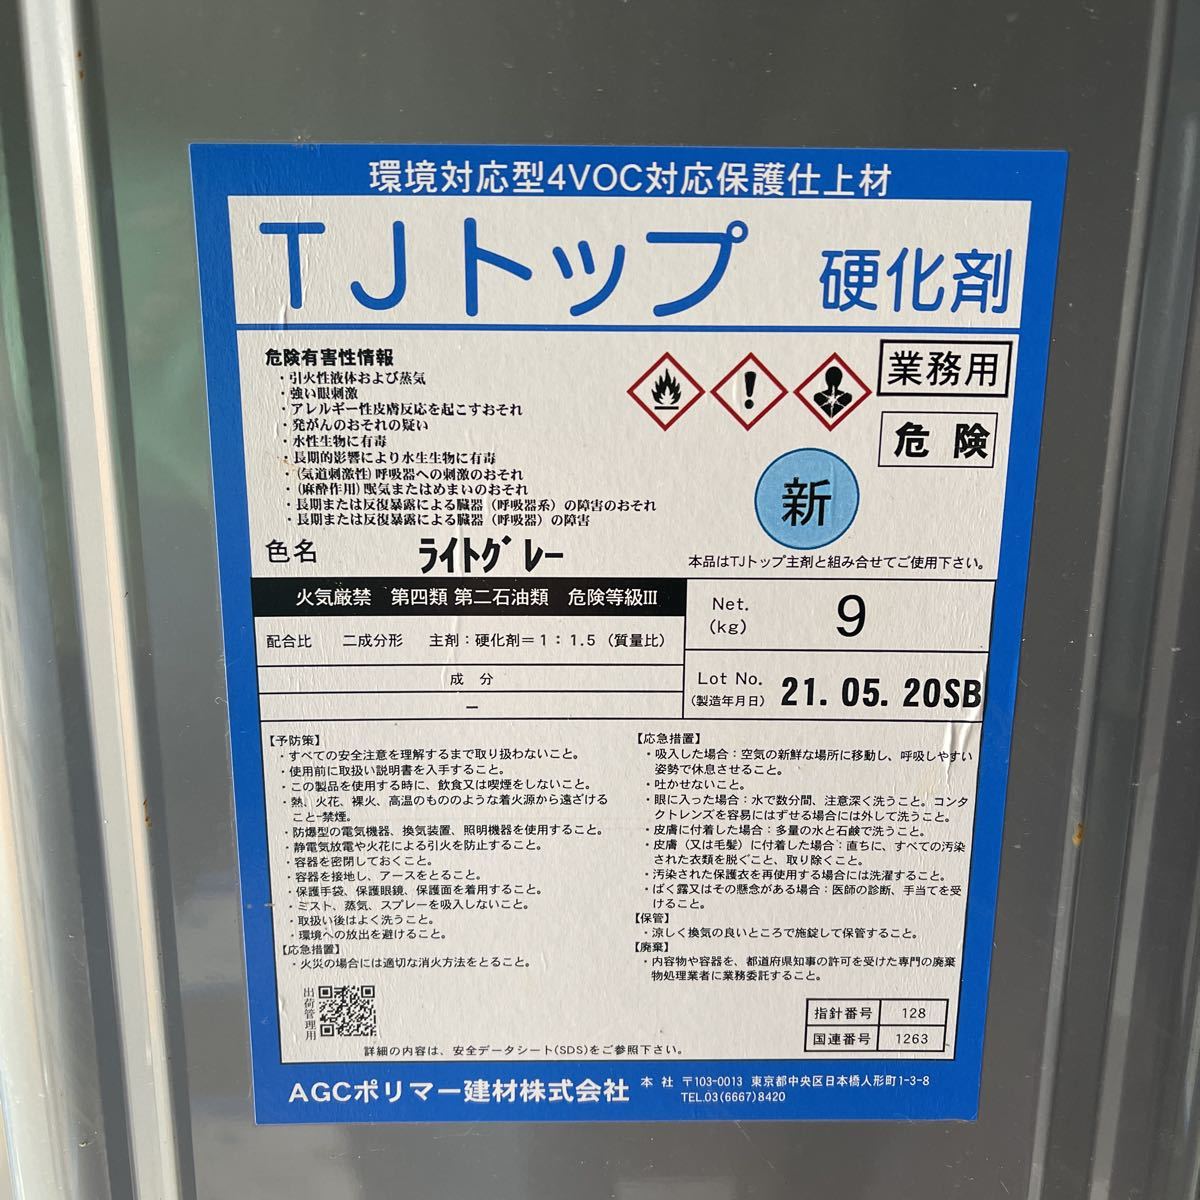 環境対応型4VOC対応保護仕上材
TJトップ 硬化剤
危険有害性情報
・引火性液体および蒸気
・強い眼刺激
・アレルギー性皮膚反応を起こすおそれ
・発がんのおそれの疑い
・水性生物に有毒
・長期的影響により水生生物に有毒
・(気道刺激性) 呼吸器への刺激のおそれ
・(麻酔作用) 眠気またはめまいのおそれ
・長期または反復暴露による臓器 (呼吸器系) の障害のおそれ
・長期または反復暴露による臓器 (呼吸器) の障害
業務用
危険
新
色名 ライトグレー
本品はTJトップ主剤と組み合せてご使用下さい。
火気厳禁 第四類 第二石油類 危険等級Ⅲ
配合比 二成分形 主剤:硬化剤=1:1.5 (質量比)
成分
―
Net. (kg) 9
Lot No. (製造年月日) 21.05.20SB
【予防策】
・すべての安全注意を理解するまで取り扱わないこと。
・使用前に取扱い説明書を入手すること。
・この製品を使用する時に、飲食又は喫煙をしないこと。
・熱、火花、裸火、高温のもののような着火源から遠ざける
こと-禁煙。
・防爆型の電気機器、換気装置、照明機器を使用すること。
・静電気放電や火花による引火を防止すること。
・容器を密閉しておくこと。
・容器を接地し、アースをとること。
・保護手袋、保護眼鏡、保護面を着用すること。
・ミスト、蒸気、スプレーを吸入しないこと。
・取扱い後はよく洗うこと。
・環境への放出を避けること。
【応急措置】
・火災の場合には適切な消火方法をとること。
【応急措置】
・吸入した場合:空気の新鮮な場所に移動し、呼吸しやすい
姿勢で休息させること。
・吐かせないこと。
・眼に入った場合:水で数分間、注意深く洗うこと。コンタ
クトレンズを容易にはずせる場合には外して洗うこと。
・皮膚に付着した場合:多量の水と石鹸で洗うこと。
・皮膚(又は毛髪)に付着した場合:直ちに、すべての汚染
された衣類を脱ぐこと、取り除くこと。
・汚染された保護衣を再使用する場合には洗濯すること。
・ばく露又はその懸念がある場合:医師の診断、手当てを受
けること。
【保管】
・涼しく換気の良いところで施錠して保管すること。
【廃棄】
・内容物や容器を、都道府県知事の許可を受けた専門の廃棄
物処理業者に業務委託すること。
出荷管理用
詳細の内容は、安全データシート(SDS)をご参照下さい。
指針番号 128
国連番号 1263
AGCポリマー建材株式会社 本社 〒103-0013 東京都中央区日本橋人形町1-3-8
TEL.03(6667)8420